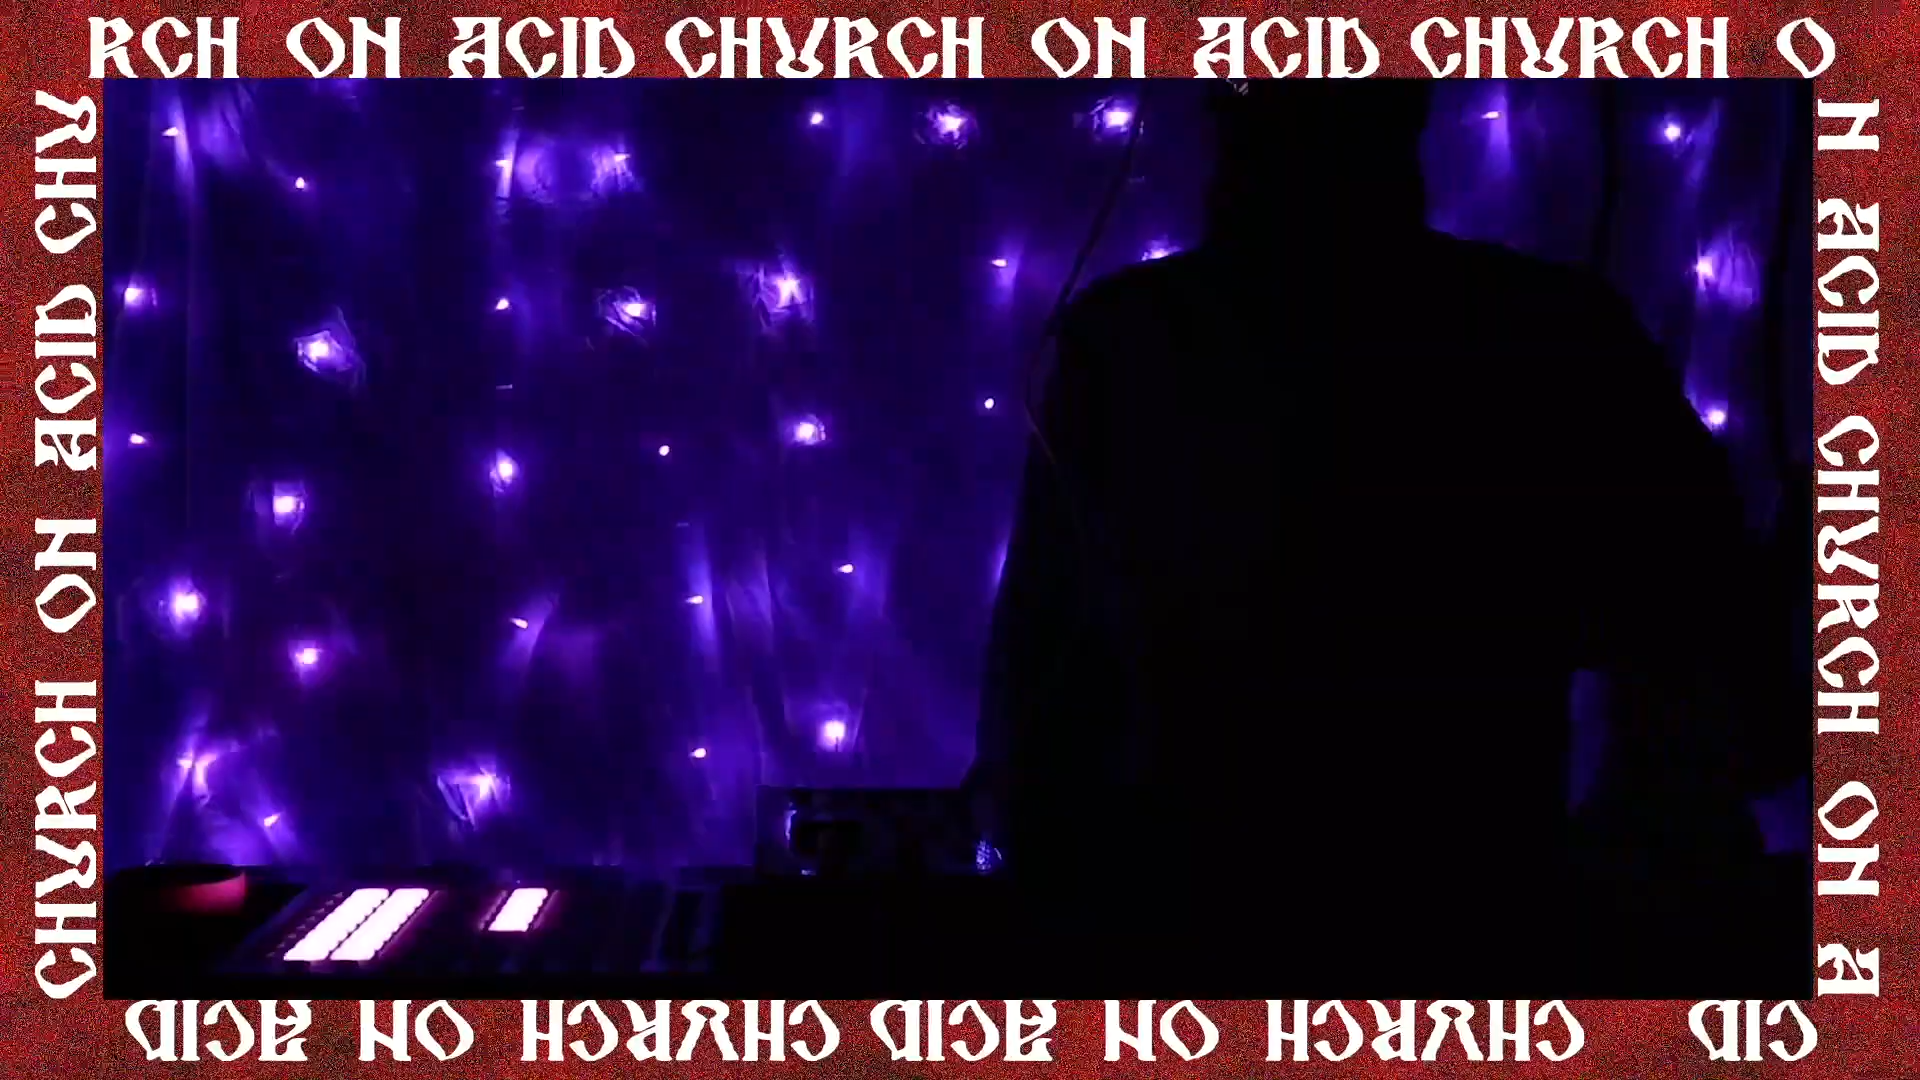 RCH ON ACID CHURCH ON ACID CHURCH O
N ACID CHURCH ON A
CID CHURCH ON ACID CHURCH ON ACID
CHURCH ON ACID CHU